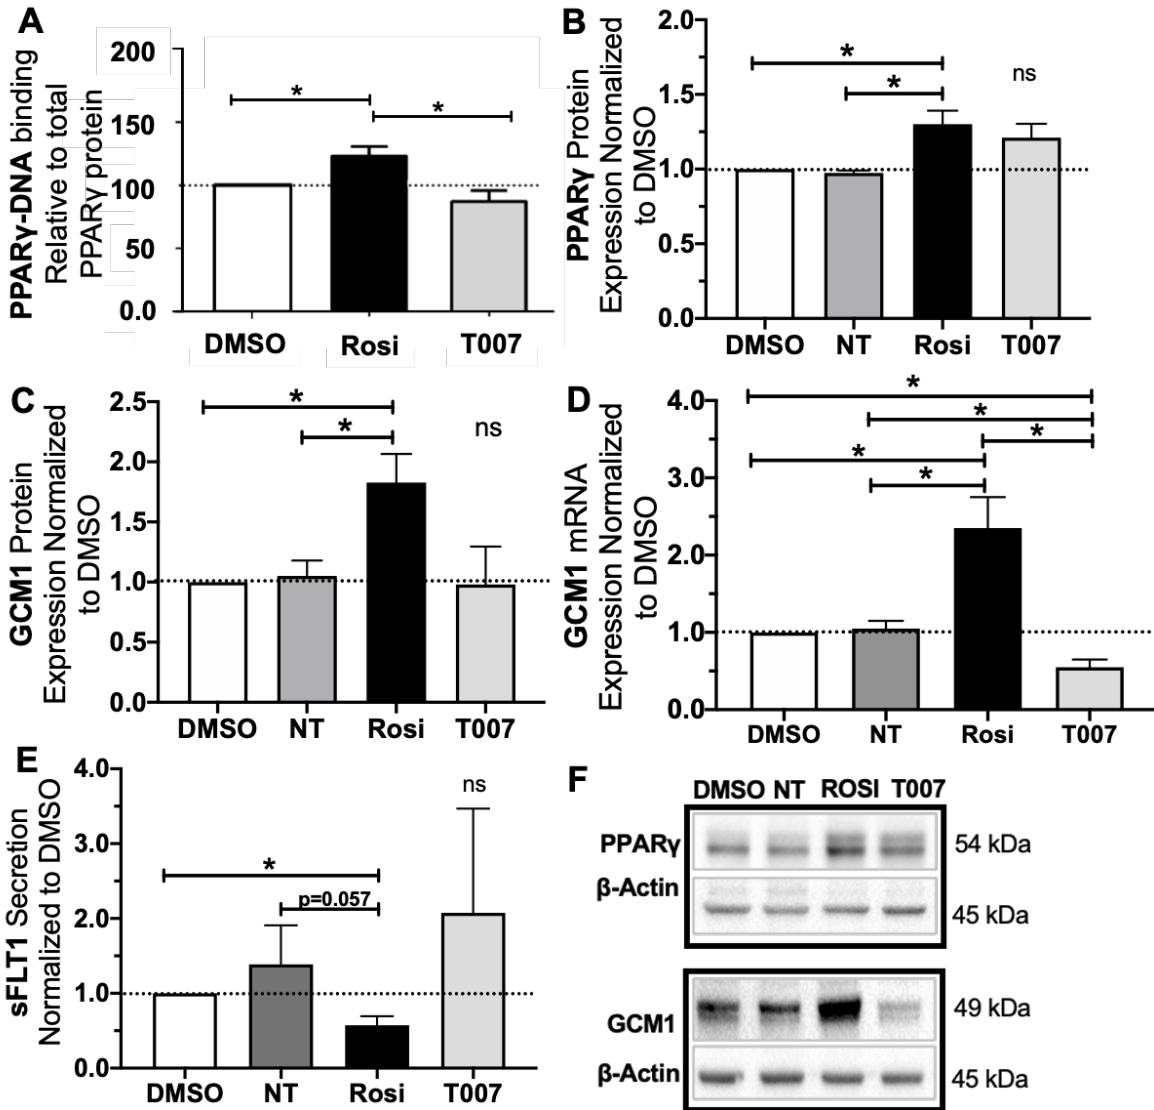 A
PPARγ-DNA binding
Relative to total
PPARγ protein
200
150
100
50
0.0
*
*
DMSO Rosi T007
B
PPARγ Protein
Expression Normalized
to DMSO
2.0
1.5
1.0
0.5
0.0
*
*
ns
DMSO NT Rosi T007
C
GCM1 Protein
Expression Normalized
to DMSO
2.5
2.0
1.5
1.0
0.5
0.0
*
*
ns
DMSO NT Rosi T007
D
GCM1 mRNA
Expression Normalized
to DMSO
4.0
3.0
2.0
1.0
0.0
*
*
*
*
*
DMSO NT Rosi T007
E
sFLT1 Secretion
Normalized to DMSO
4.0
3.0
2.0
1.0
0.0
*
p=0.057
ns
DMSO NT Rosi T007
F
DMSO NT ROSI T007
PPARγ 54 kDa
β-Actin 45 kDa
GCM1 49 kDa
β-Actin 45 kDa